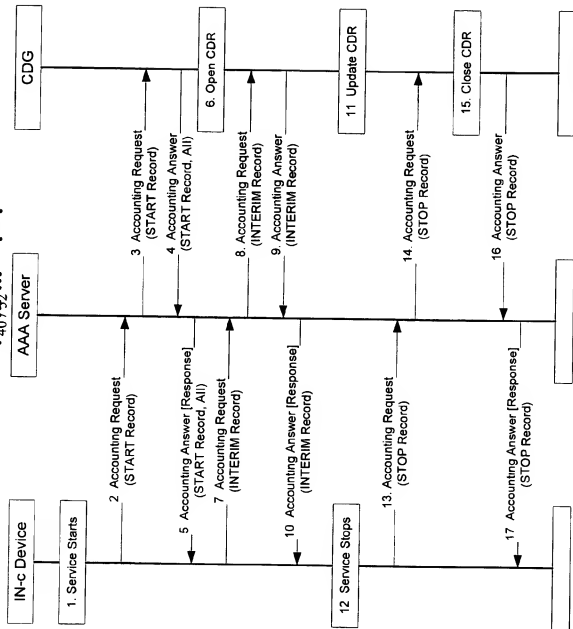 IN-c Device
AAA Server
CDG
1. Service Starts
2 Accounting Request
(START Record)
3 Accounting Request
(START Record)
4 Accounting Answer
(START Record, AII)
5 Accounting Answer [Response]
(START Record, AII)
6. Open CDR
7 Accounting Request
(INTERIM Record)
8. Accounting Request
(INTERIM Record)
9. Accounting Answer
(INTERIM Record)
10 Accounting Answer [Response]
(INTERIM Record)
11 Update CDR
12 Service Stops
13. Accounting Request
(STOP Record)
14. Accounting Request
(STOP Record)
15. Close CDR
16 Accounting Answer
(STOP Record)
17 Accounting Answer [Response]
(STOP Record)